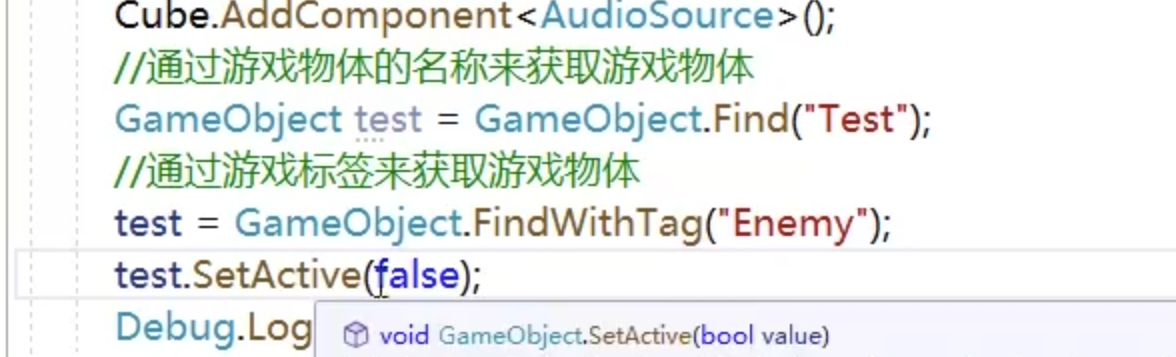 Cube.AddComponent<AudioSource>();
//通过游戏物体的名称来获取游戏物体
GameObject test = GameObject.Find("Test");
//通过游戏标签来获取游戏物体
test = GameObject.FindWithTag("Enemy");
test.SetActive(false);
Debug.Log
void GameObject.SetActive(bool value)